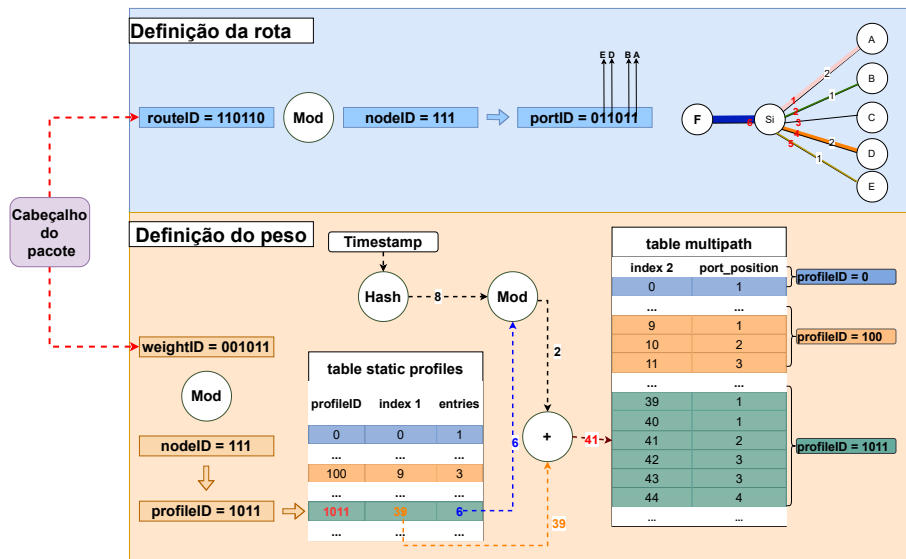 Definição da rota
E D B A
routeID = 110110
Mod
nodeID = 111
portID = 011011
F
Si
6
1
2
3
4
5
2
1
2
1
A
B
C
D
E
Cabeçalho
do
pacote
Definição do peso
Timestamp
Hash
8
Mod
2
weightID = 001011
Mod
nodeID = 111
profileID = 1011
table static profiles
profileID index 1 entries
0 0 1
... ... ...
100 9 3
... ... ...
1011 39 6
... ... ...
6
+
39
41
table multipath
index 2 port_position
0 1
... ...
9 1
10 2
11 3
... ...
39 1
40 1
41 2
42 3
43 3
44 4
... ...
profileID = 0
profileID = 100
profileID = 1011